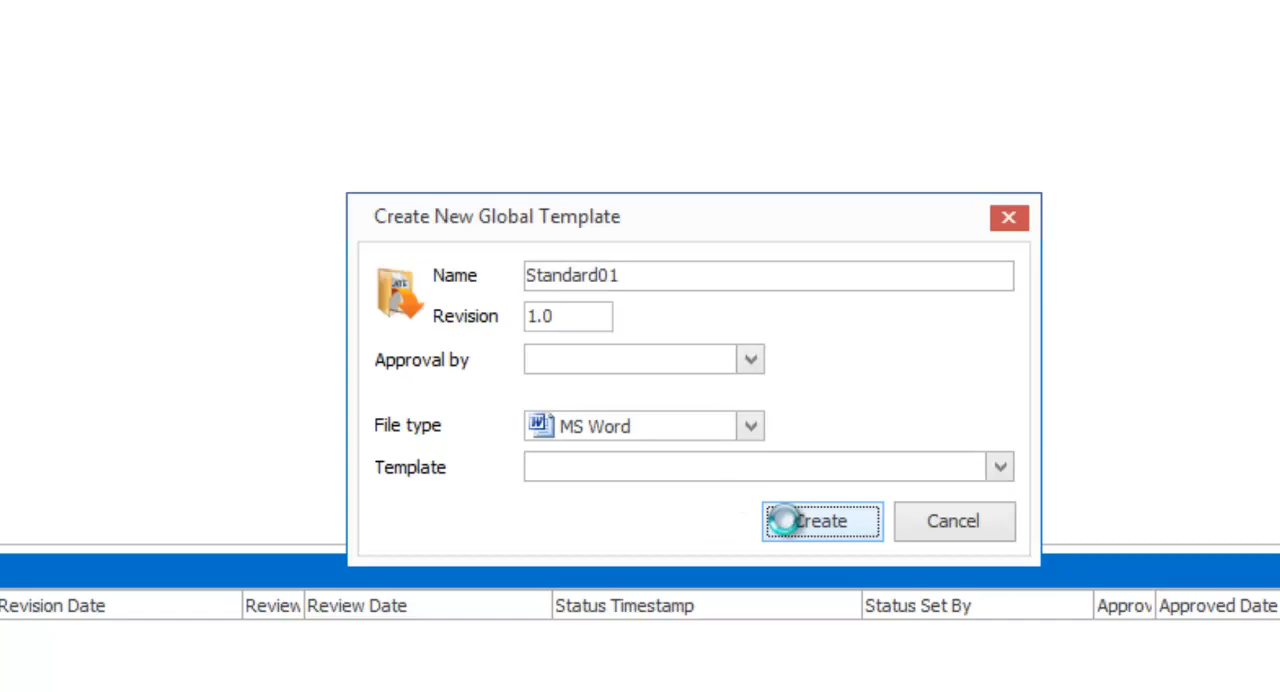 Create New Global Template
Name Standard01
Revision 1.0
Approval by
File type MS Word
Template
Create Cancel
Revision Date Review Review Date Status Timestamp Status Set By Approv Approved Date